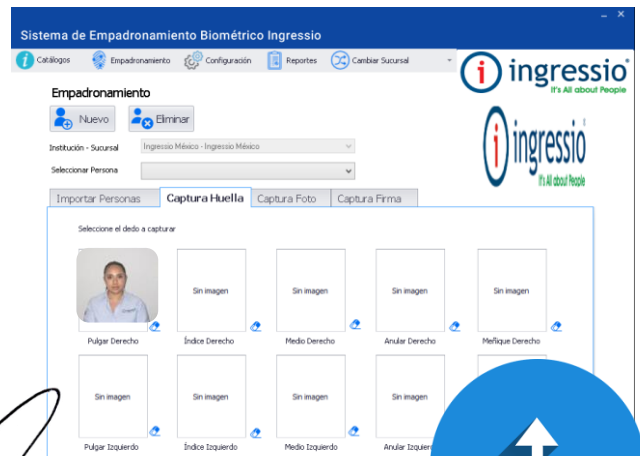 Sistema de Empadronamiento Biométrico Ingressio
Catálogos Empadronamiento Configuración Reportes Cambiar Sucursal
ingressio
It's All about People
Empadronamiento
Nuevo Eliminar
Institución - Sucursal Ingressio México - Ingressio México
ingressio
It's All about People
Seleccionar Persona
Importar Personas Captura Huella Captura Foto Captura Firma
Seleccione el dedo a capturar
Sin imagen Sin imagen Sin imagen Sin imagen
Pulgar Derecho Índice Derecho Medio Derecho Anular Derecho Meñique Derecho
Sin imagen Sin imagen Sin imagen Sin imagen
Pulgar Izquierdo Índice Izquierdo Medio Izquierdo Anular